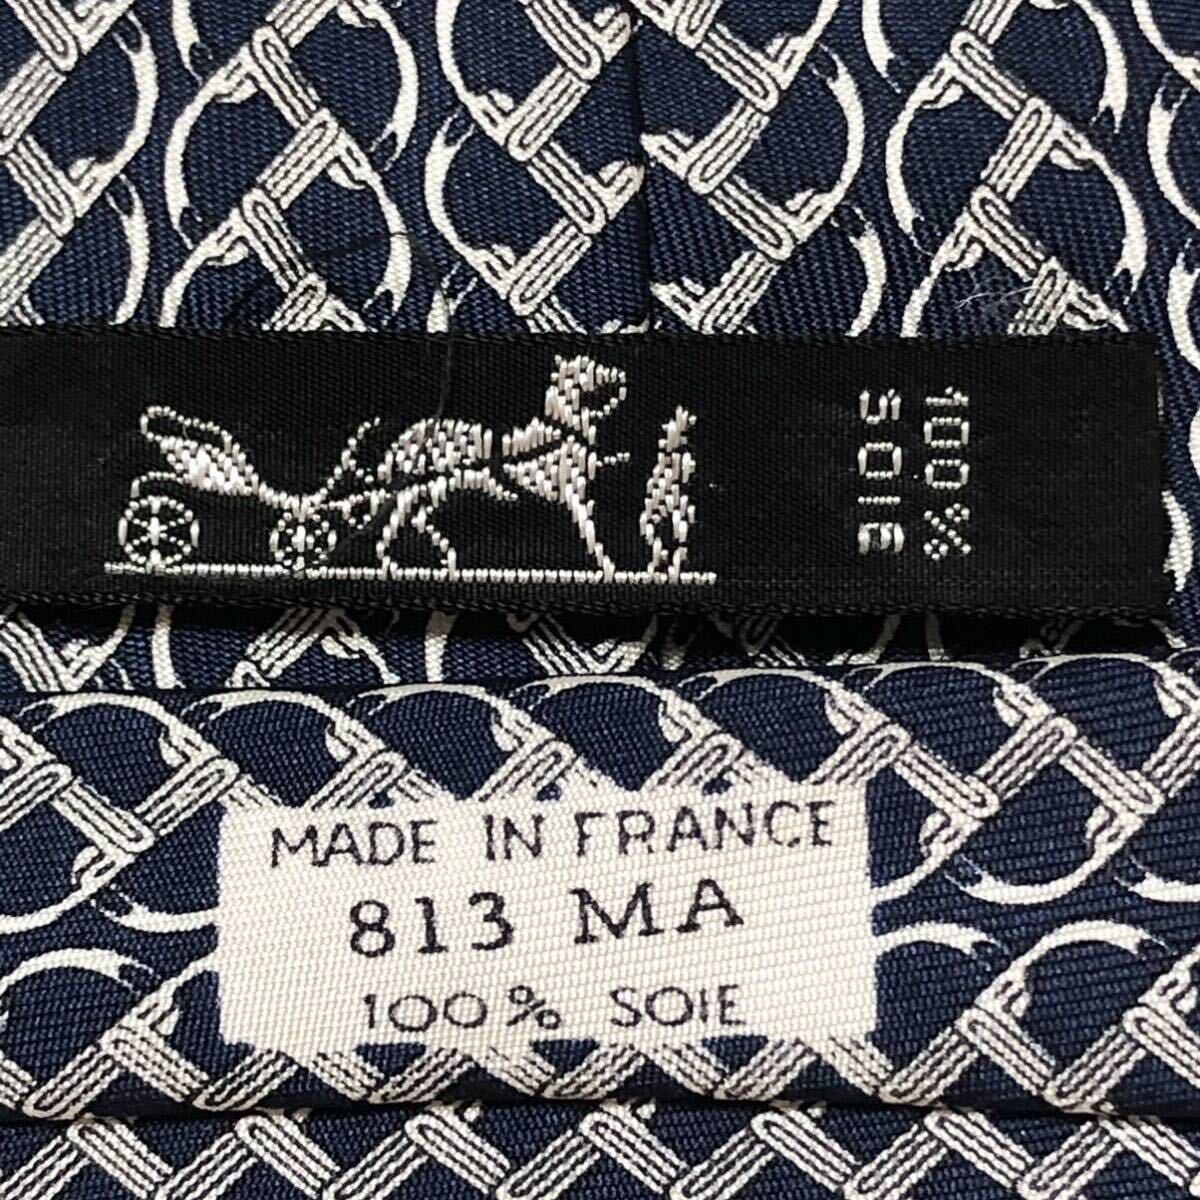 100%
SOIE
MADE IN FRANCE
813 MA
100% SOIE